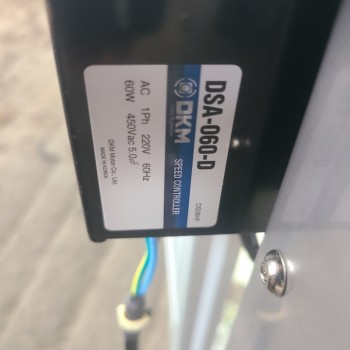 DSA-060-D
DKM
SPEED CONTROLLER
AC 1Ph 220V 60Hz
60W 450Vac 5.0㎌
DKM Motor Co., Ltd.
MADE IN KOREA